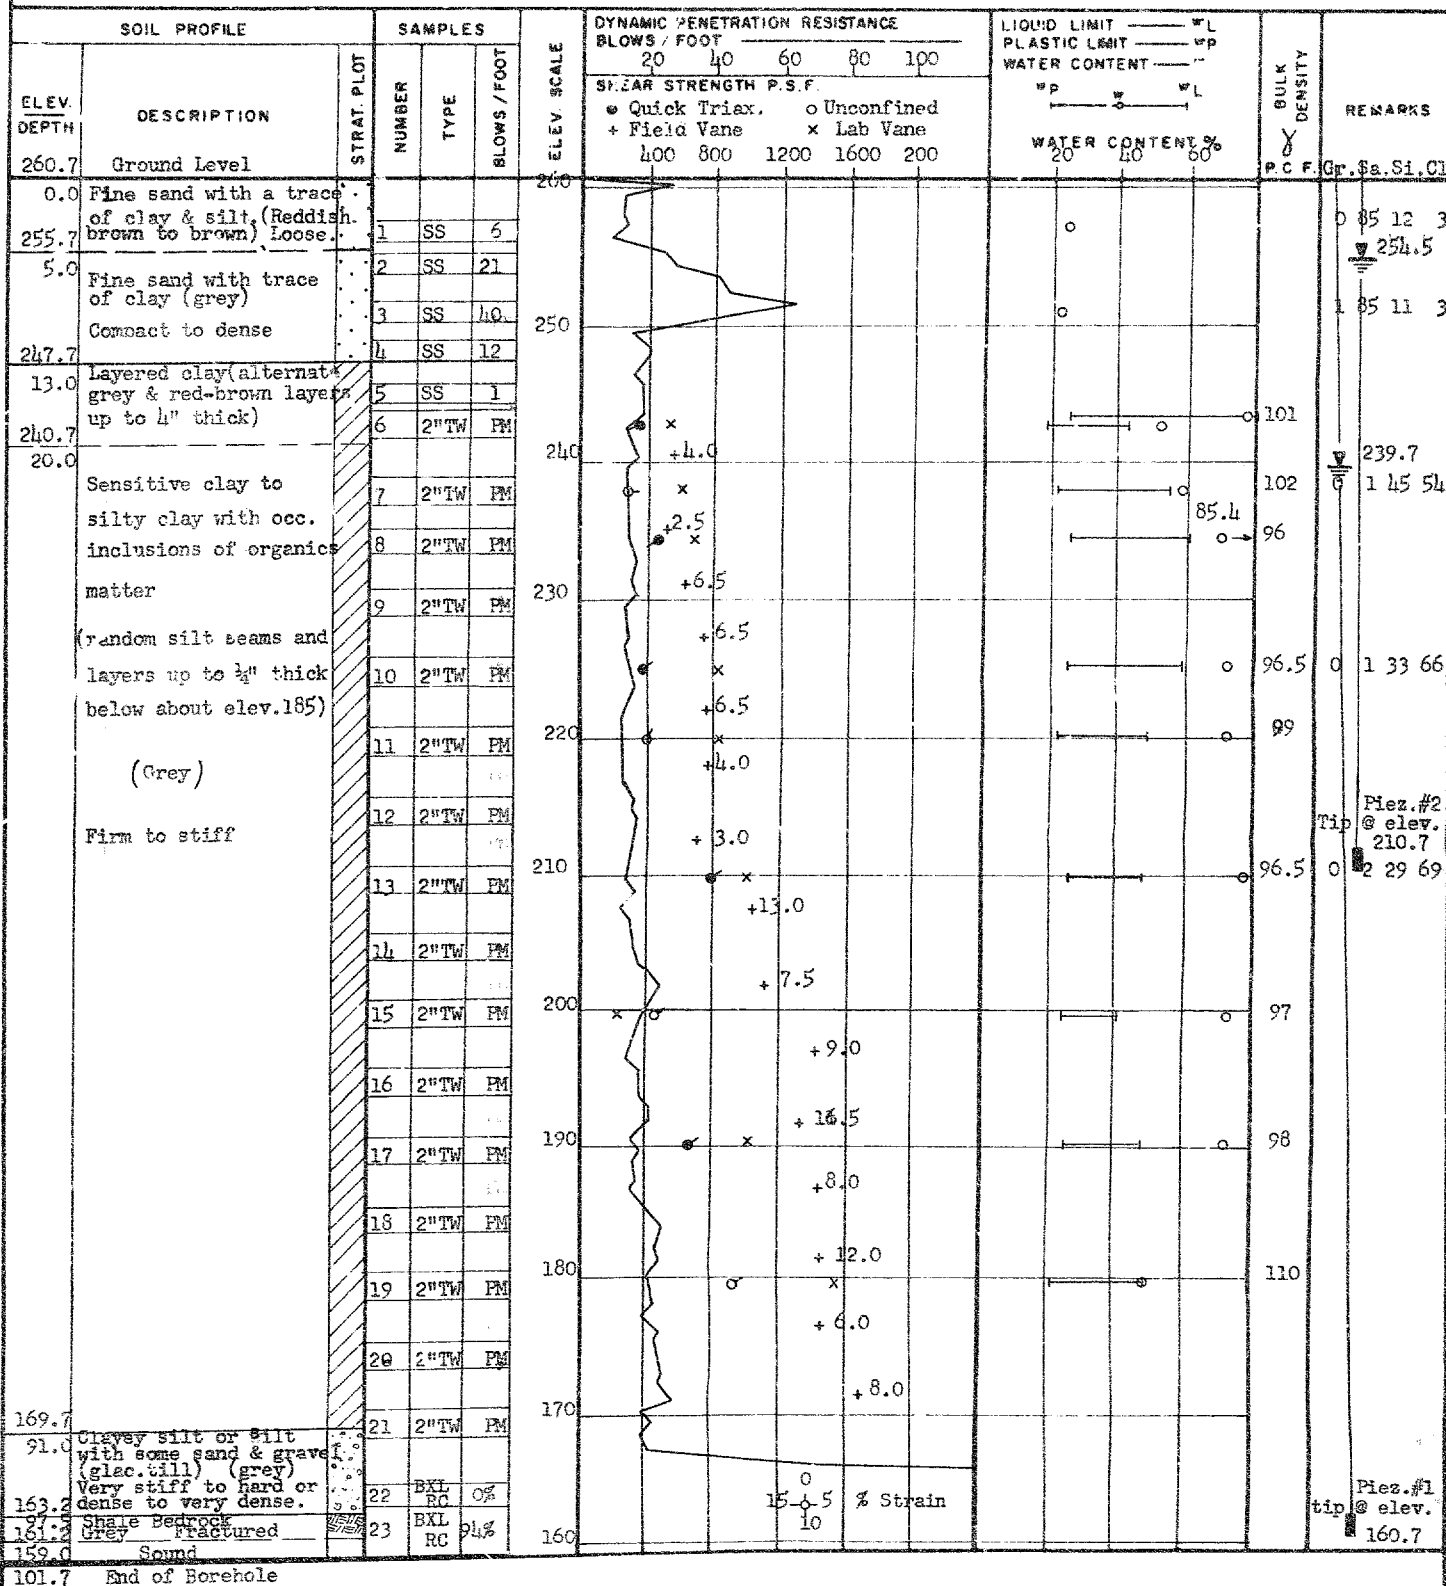 SOIL PROFILE
SAMPLES
DYNAMIC PENETRATION RESISTANCE
BLOWS / FOOT
20 40 60 80 100
SHEAR STRENGTH P.S.F.
Quick Triax. o Unconfined
+ Field Vane x Lab Vane
400 800 1200 1600 200
LIQUID LIMIT WL
PLASTIC LIMIT WP
WATER CONTENT
WP W WL
WATER CONTENT %
20 40 60
BULK DENSITY
γ
P.C.F.
REMARKS
Gr.Sa.Si.Cl
ELEV.
DEPTH
DESCRIPTION
STRAT. PLOT
NUMBER
TYPE
BLOWS / FOOT
ELEV. SCALE
260.7 Ground Level
0.0 Fine sand with a trace
of clay & silt.(Reddish-
brown to brown) Loose.
255.7
1 SS 6
0 85 12 3
254.5
5.0
Fine sand with trace
of clay (grey)
Compact to dense
2 SS 21
3 SS 40
1 85 11 3
4 SS 12
247.7
13.0
Layered clay(alternate
grey & red-brown layers
up to 4" thick)
5 SS 1
6 2"TW PM
101
240.7
20.0
239.7
Sensitive clay to
silty clay with occ.
inclusions of organics
matter
(random silt seams and
layers up to ¼" thick
below about elev.185)
(Grey)
Firm to stiff
7 2"TW PM
102 0 1 45 54
8 2"TW PM
85.4
96
9 2"TW PM
10 2"TW PM
96.5 0 1 33 66
11 2"TW PM
99
12 2"TW PM
Piez.#2
Tip @ elev.
210.7
13 2"TW PM
96.5 0 2 29 69
14 2"TW PM
15 2"TW PM
97
16 2"TW PM
17 2"TW PM
98
18 2"TW PM
19 2"TW PM
110
20 2"TW PM
21 2"TW PM
260
250
240
230
220
210
200
190
180
170
160
+4.0
+2.5
+6.5
+6.5
+6.5
+4.0
+3.0
+13.0
+7.5
+9.0
+8.0
+12.0
+6.0
+8.0
169.7
91.0
Clayey silt or Silt
with some sand & gravel
(glac.till) (grey)
Very stiff to hard or
dense to very dense.
22 BXL RC 0%
163.2
97.5
Shale Bedrock
161.2 Grey Fractured
23 BXL RC 94%
159.0 Sound
101.7 End of Borehole
0
15 5 % Strain
10
Piez.#1
tip @ elev.
160.7